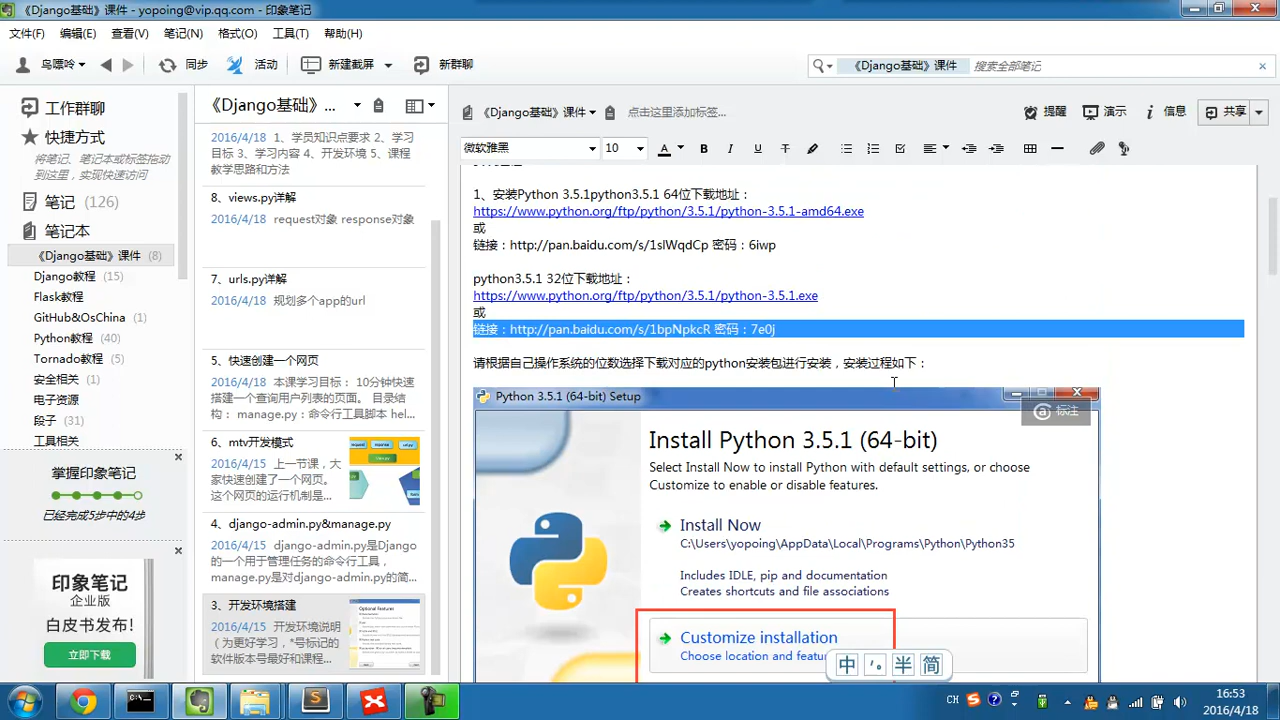 《Django基础》课件 - yopoing@vip.qq.com - 印象笔记
文件(F) 编辑(E) 查看(V) 笔记(N) 格式(O) 工具(T) 帮助(H)
鸟嘌呤 同步 活动 新建截屏 新群聊
《Django基础》课件 搜索全部笔记
工作群聊
快捷方式
将笔记、笔记本或标签拖动
到这里，实现快速访问
笔记 (126)
笔记本
《Django基础》课件 (8)
Django教程 (15)
Flask教程
GitHub&OsChina (1)
Python教程 (40)
Tornado教程 (5)
安全相关 (1)
电子资源
段子 (31)
工具相关
掌握印象笔记
已经完成5步中的4步
印象笔记
企业版
白皮书发布!
立即下载
《Django基础》...
2016/4/18 1、学员知识点要求 2、学习
目标 3、学习内容 4、开发环境 5、课程
教学思路和方法
8、views.py详解
2016/4/18 request对象 response对象
7、urls.py详解
2016/4/18 规划多个app的url
5、快速创建一个网页
2016/4/18 本课学习目标： 10分钟快速
搭建一个查询用户列表的页面。 目录结
构： manage.py：命令行工具脚本 hel...
6、mtv开发模式
2016/4/15 上一节课，大
家快速创建了一个网页。
这个网页的运行机制是...
4、django-admin.py&manage.py
2016/4/15 django-admin.py是Django
的一个用于管理任务的命令行工具，
manage.py是对django-admin.py的简...
3、开发环境搭建
2016/4/15 开发环境说明
（为更好学习，*号标记的
软件版本号最好和课程...
《Django基础》课件 点击这里添加标签...
提醒 演示 信息 共享
微软雅黑 10
1、安装Python 3.5.1python3.5.1 64位下载地址：
https://www.python.org/ftp/python/3.5.1/python-3.5.1-amd64.exe
或
链接：http://pan.baidu.com/s/1slWqdCp 密码：6iwp
python3.5.1 32位下载地址：
https://www.python.org/ftp/python/3.5.1/python-3.5.1.exe
或
链接：http://pan.baidu.com/s/1bpNpkcR 密码：7e0j
请根据自己操作系统的位数选择下载对应的python安装包进行安装，安装过程如下：
Python 3.5.1 (64-bit) Setup
标注
Install Python 3.5.1 (64-bit)
Select Install Now to install Python with default settings, or choose
Customize to enable or disable features.
Install Now
C:\Users\yopoing\AppData\Local\Programs\Python\Python35
Includes IDLE, pip and documentation
Creates shortcuts and file associations
Customize installation
Choose location and
中 半 简
CH
16:53
2016/4/18